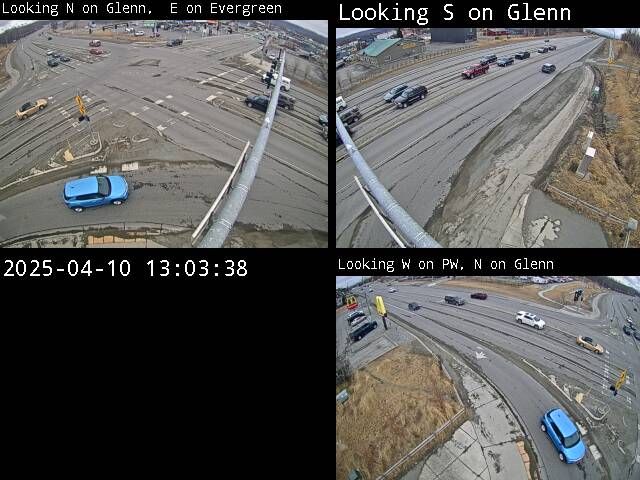 Looking N on Glenn,  E on Evergreen
Looking S on Glenn
2025-04-10 13:03:38
Looking W on PW, N on Glenn